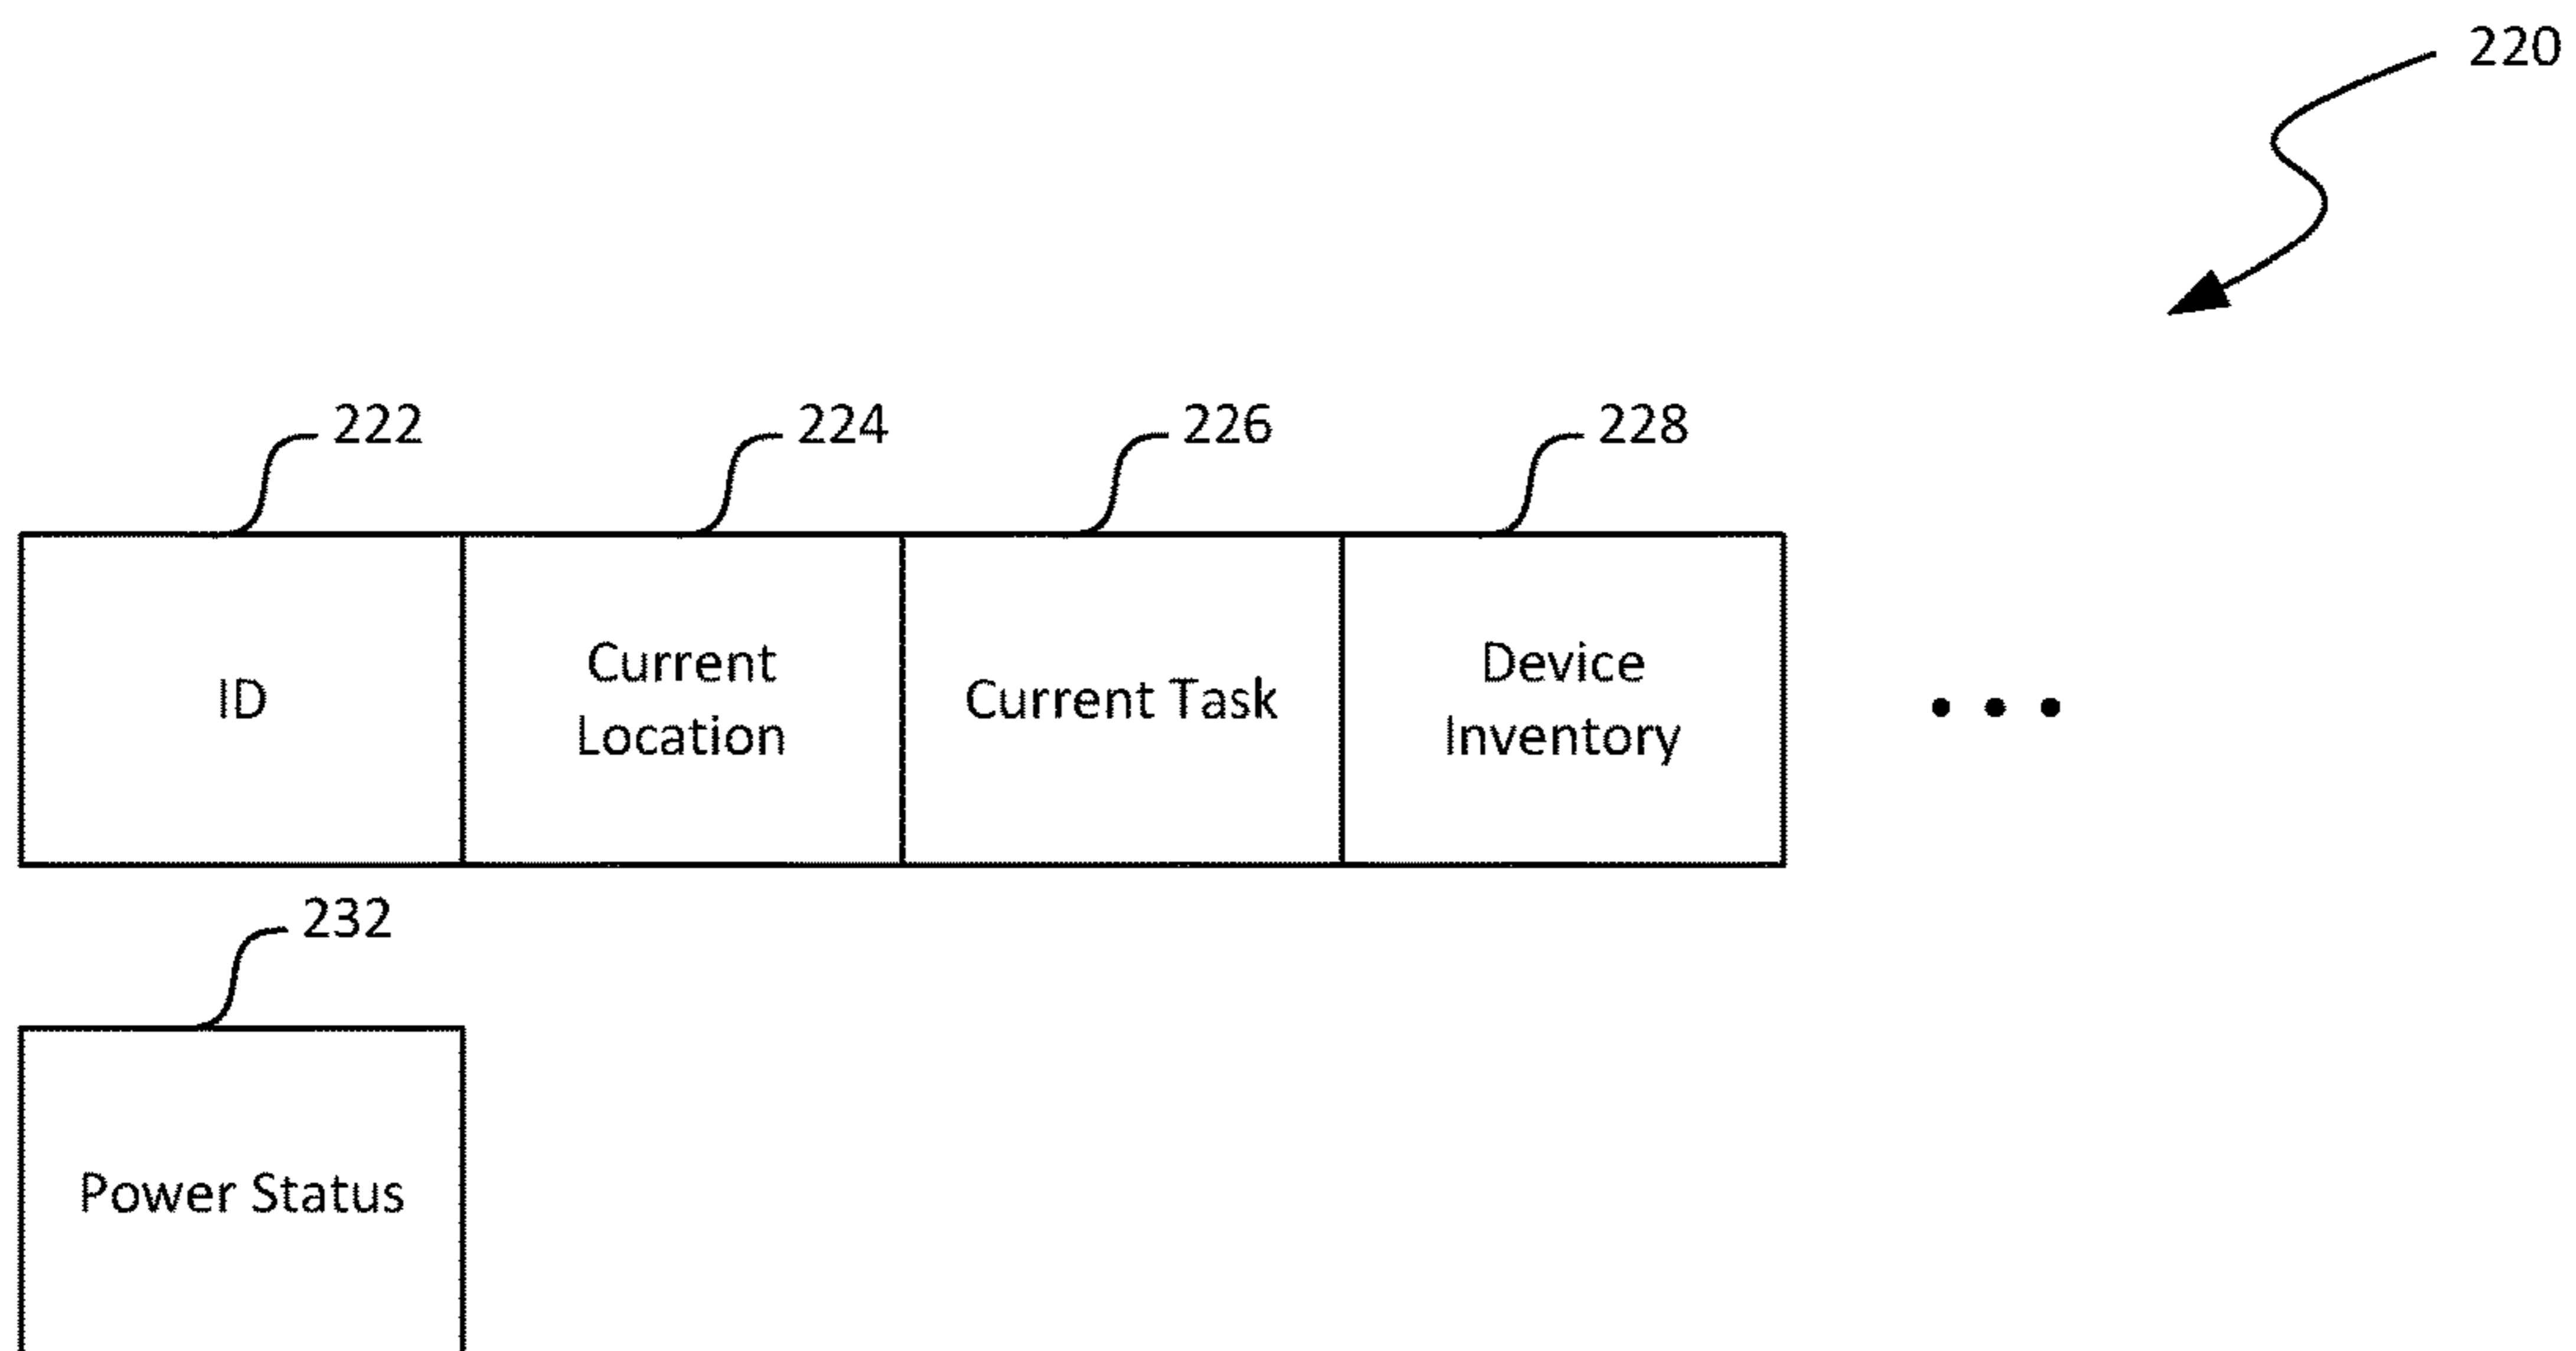 220
222
224
226
228
ID
Current
Location
Current Task
Device
Inventory
232
Power Status